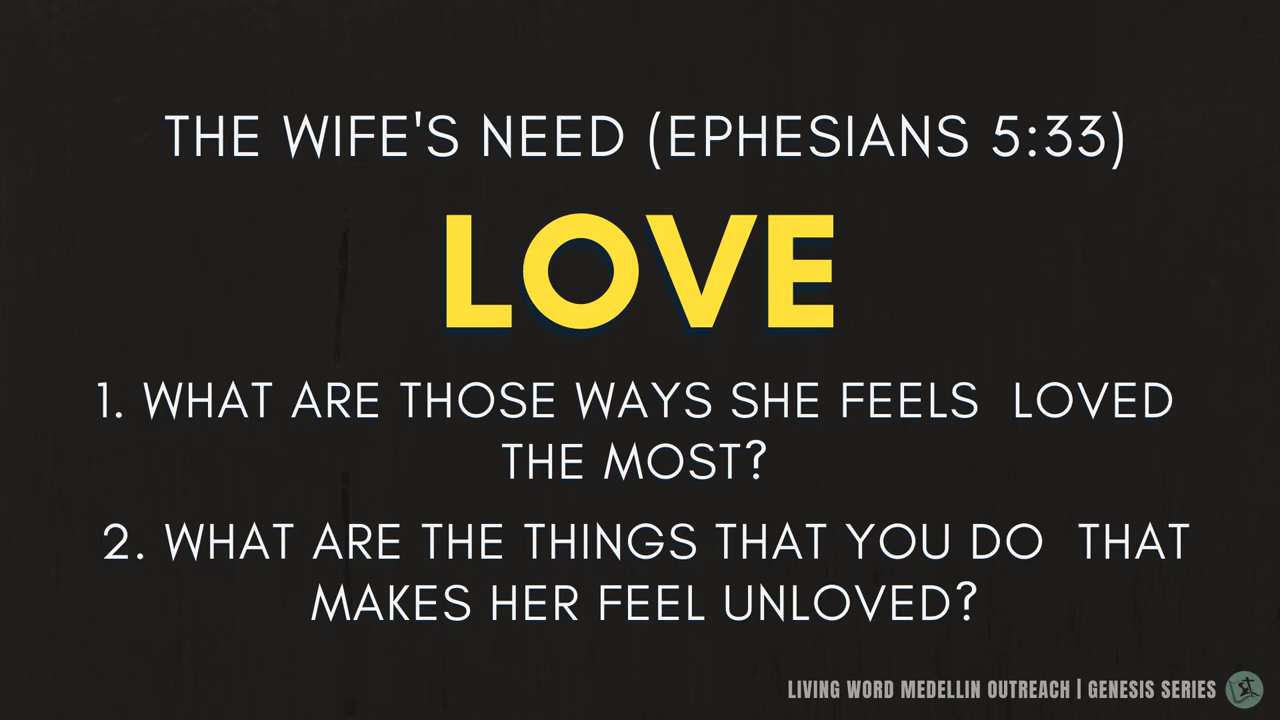 THE WIFE'S NEED (EPHESIANS 5:33)
LOVE
1. WHAT ARE THOSE WAYS SHE FEELS LOVED
THE MOST?
2. WHAT ARE THE THINGS THAT YOU DO THAT
MAKES HER FEEL UNLOVED?
LIVING WORD MEDELLIN OUTREACH | GENESIS SERIES